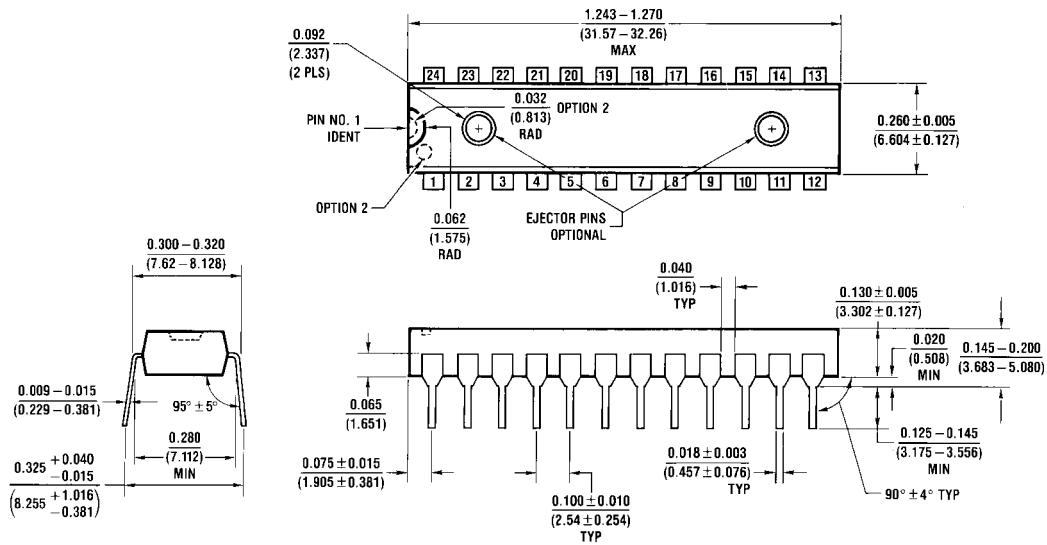 1.243 – 1.270
(31.57 – 32.26)
MAX
0.092
(2.337)
(2 PLS)
24 23 22 21 20 19 18 17 16 15 14 13
0.032
(0.813)
RAD
OPTION 2
PIN NO. 1
IDENT
0.260 ± 0.005
(6.604 ± 0.127)
1 2 3 4 5 6 7 8 9 10 11 12
OPTION 2
0.062
(1.575)
RAD
EJECTOR PINS
OPTIONAL
0.300 – 0.320
(7.62 – 8.128)
0.040
(1.016)
TYP
0.130 ± 0.005
(3.302 ± 0.127)
0.020
(0.508)
MIN
0.145 – 0.200
(3.683 – 5.080)
0.009 – 0.015
(0.229 – 0.381)
95° ± 5°
0.065
(1.651)
0.280
(7.112)
MIN
0.125 – 0.145
(3.175 – 3.556)
MIN
0.325 +0.040 −0.015
(8.255 +1.016 −0.381)
0.075 ± 0.015
(1.905 ± 0.381)
0.018 ± 0.003
(0.457 ± 0.076)
TYP
90° ± 4° TYP
0.100 ± 0.010
(2.54 ± 0.254)
TYP